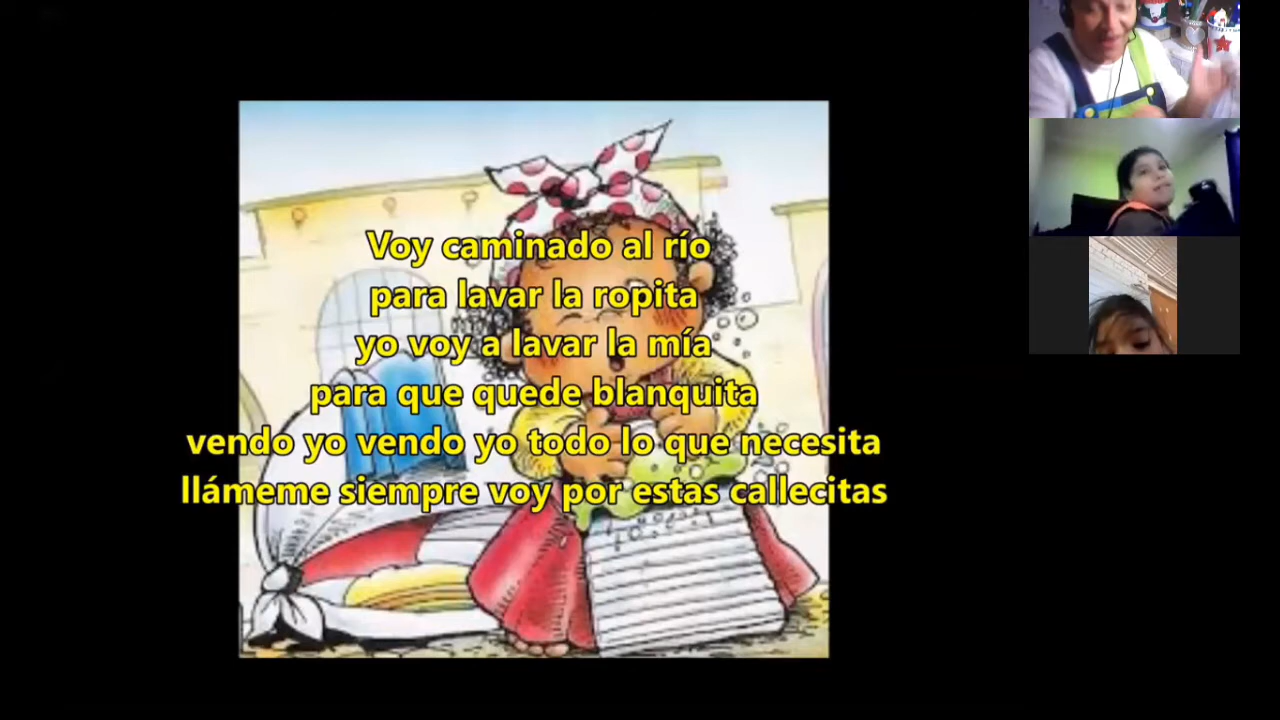 Voy caminado al río
para lavar la ropita
yo voy a lavar la mía
para que quede blanquita
vendo yo vendo yo todo lo que necesita
llámeme siempre voy por estas callecitas